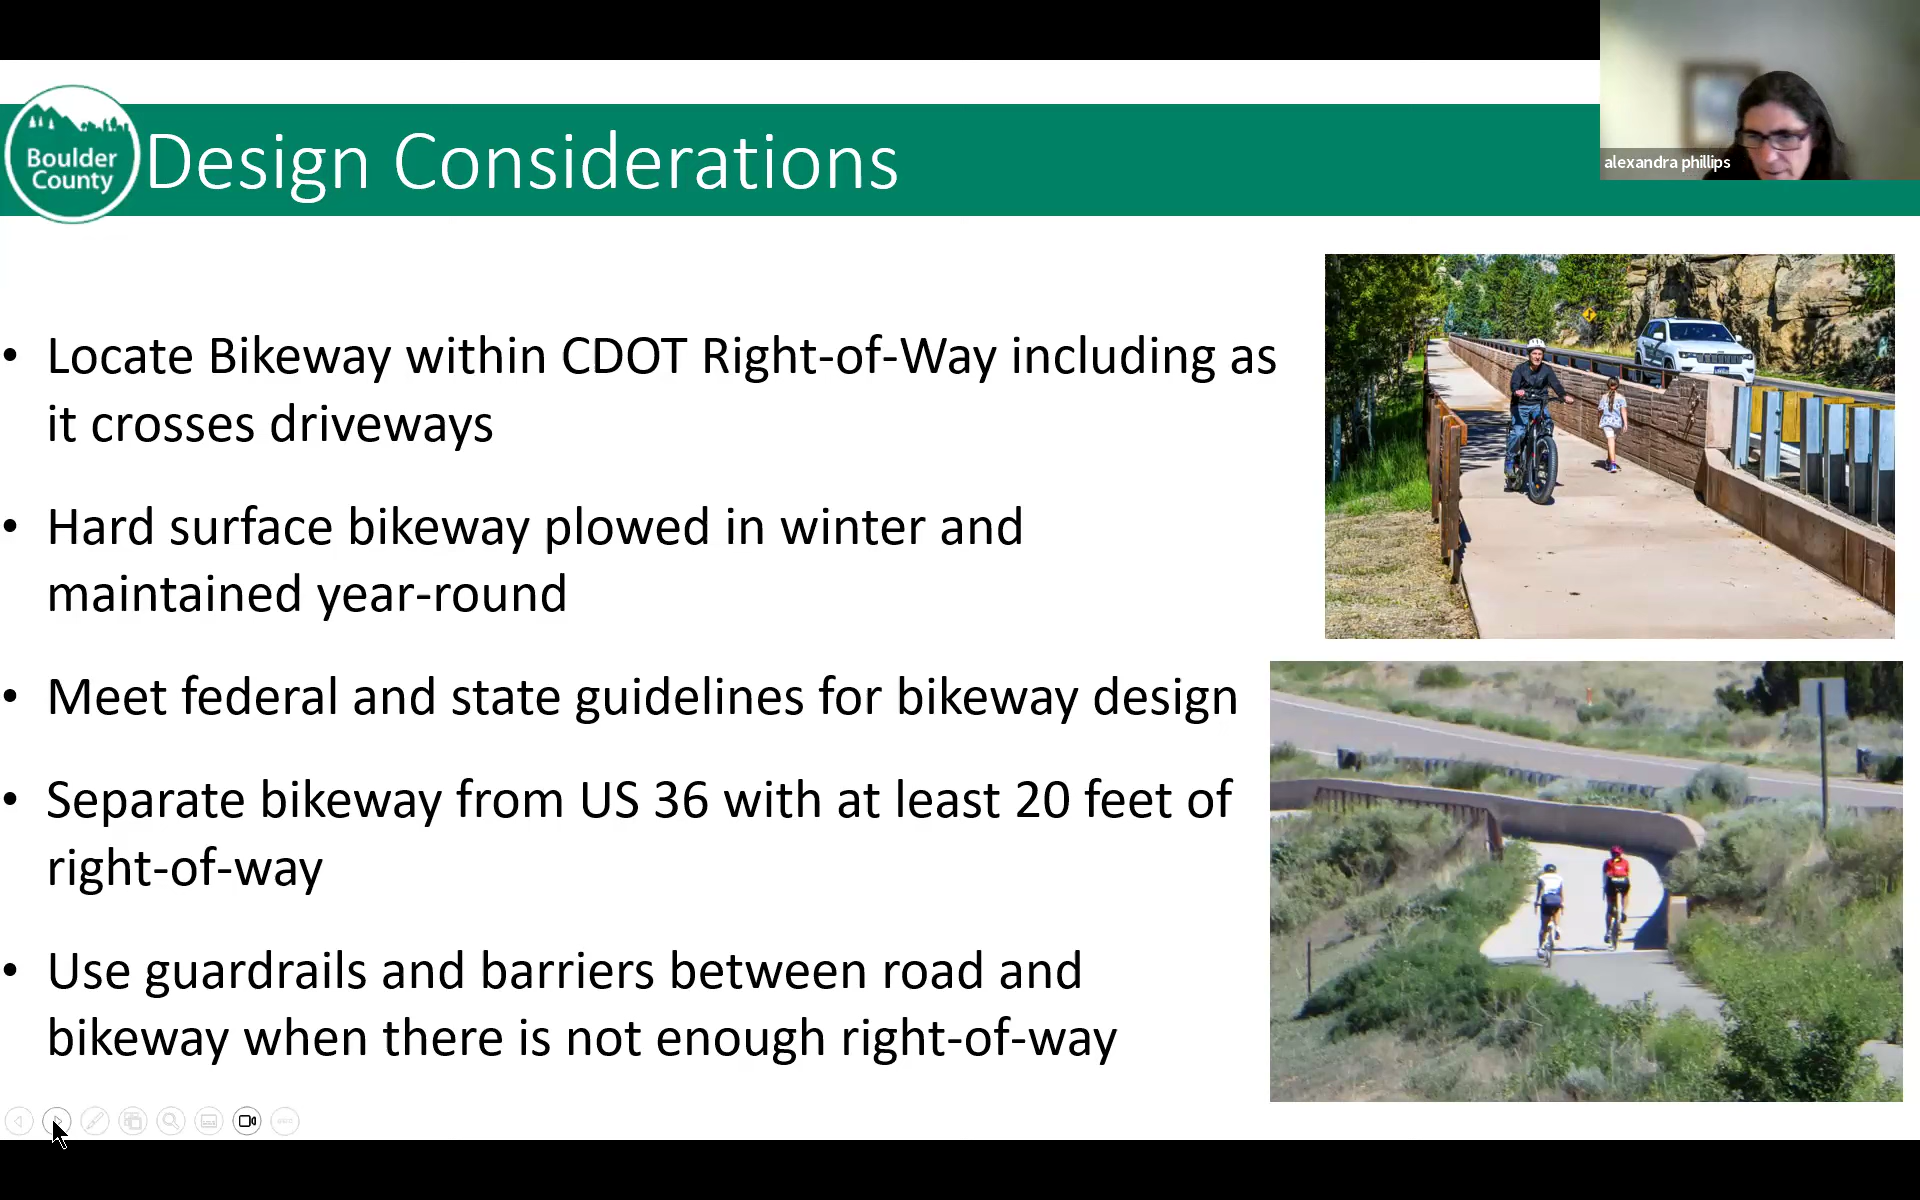 Boulder
County
Design Considerations
alexandra phillips
• Locate Bikeway within CDOT Right-of-Way including as
it crosses driveways
• Hard surface bikeway plowed in winter and
maintained year-round
• Meet federal and state guidelines for bikeway design
• Separate bikeway from US 36 with at least 20 feet of
right-of-way
• Use guardrails and barriers between road and
bikeway when there is not enough right-of-way